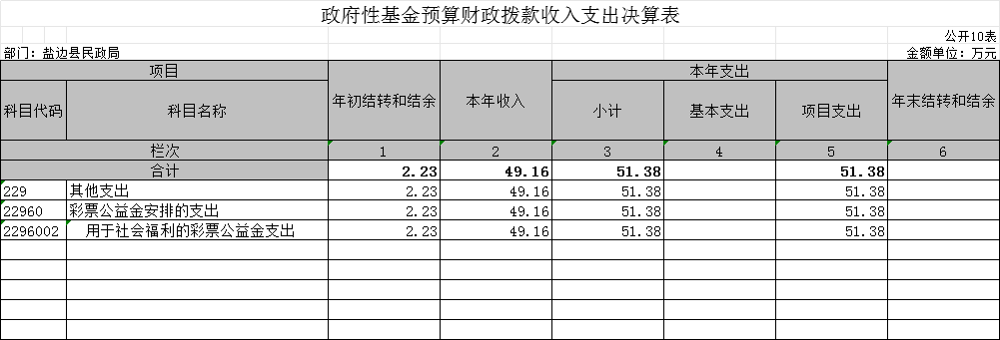 政府性基金预算财政拨款收入支出决算表
公开10表
部门：盐边县民政局 金额单位：万元
项目 年初结转和结余 本年收入 本年支出 年末结转和结余
科目代码 科目名称 小计 基本支出 项目支出
栏次 1 2 3 4 5 6
合计 2.23 49.16 51.38 51.38
229 其他支出 2.23 49.16 51.38 51.38
22960 彩票公益金安排的支出 2.23 49.16 51.38 51.38
2296002 用于社会福利的彩票公益金支出 2.23 49.16 51.38 51.38